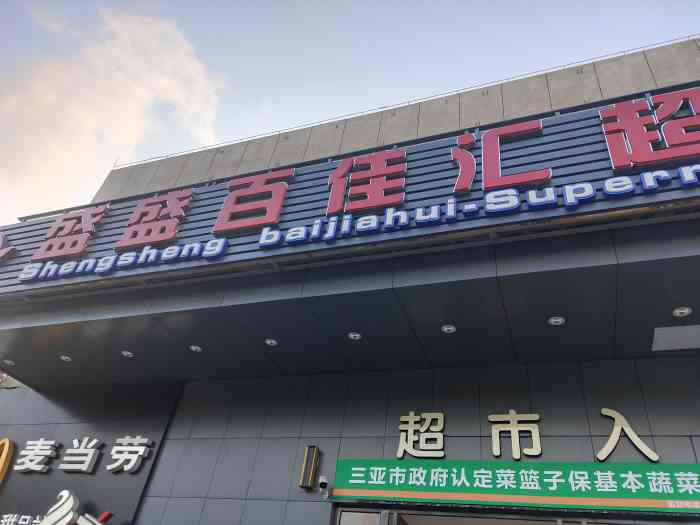 盛盛百佳汇超
Shengsheng baijiahui-Super
超市入
麦当劳
三亚市政府认定菜篮子保基本蔬菜